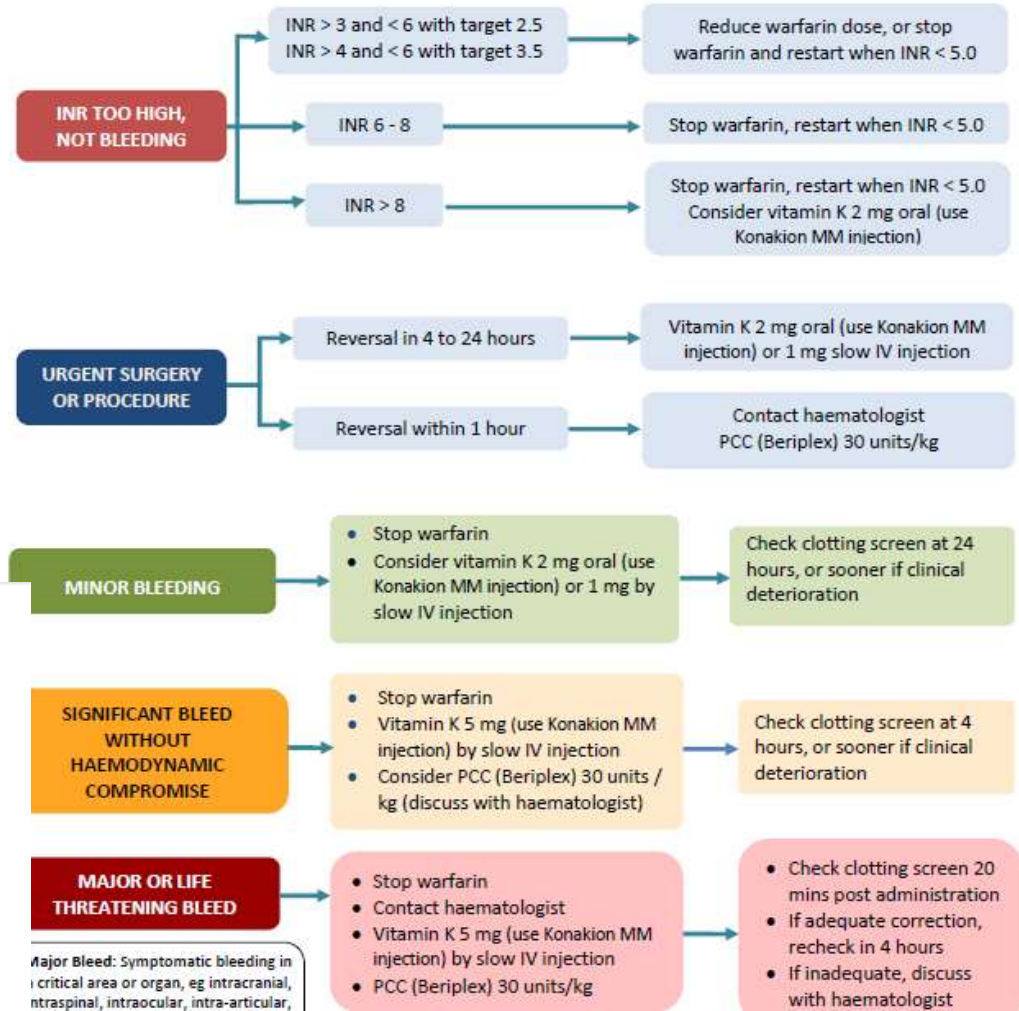 INR TOO HIGH,
NOT BLEEDING
INR > 3 and < 6 with target 2.5
INR > 4 and < 6 with target 3.5
Reduce warfarin dose, or stop
warfarin and restart when INR < 5.0
INR 6 - 8
Stop warfarin, restart when INR < 5.0
INR > 8
Stop warfarin, restart when INR < 5.0
Consider vitamin K 2 mg oral (use
Konakion MM injection)
URGENT SURGERY
OR PROCEDURE
Reversal in 4 to 24 hours
Vitamin K 2 mg oral (use Konakion MM
injection) or 1 mg slow IV injection
Reversal within 1 hour
Contact haematologist
PCC (Beriplex) 30 units/kg
MINOR BLEEDING
• Stop warfarin
• Consider vitamin K 2 mg oral (use
Konakion MM injection) or 1 mg by
slow IV injection
Check clotting screen at 24
hours, or sooner if clinical
deterioration
SIGNIFICANT BLEED
WITHOUT
HAEMODYNAMIC
COMPROMISE
• Stop warfarin
• Vitamin K 5 mg (use Konakion MM
injection) by slow IV injection
• Consider PCC (Beriplex) 30 units /
kg (discuss with haematologist)
Check clotting screen at 4
hours, or sooner if clinical
deterioration
MAJOR OR LIFE
THREATENING BLEED
• Stop warfarin
• Contact haematologist
• Vitamin K 5 mg (use Konakion MM
injection) by slow IV injection
• PCC (Beriplex) 30 units/kg
• Check clotting screen 20
mins post administration
• If adequate correction,
recheck in 4 hours
• If inadequate, discuss
with haematologist
Major Bleed: Symptomatic bleeding in
critical area or organ, eg intracranial,
ntraspinal, intraocular, intra-articular,